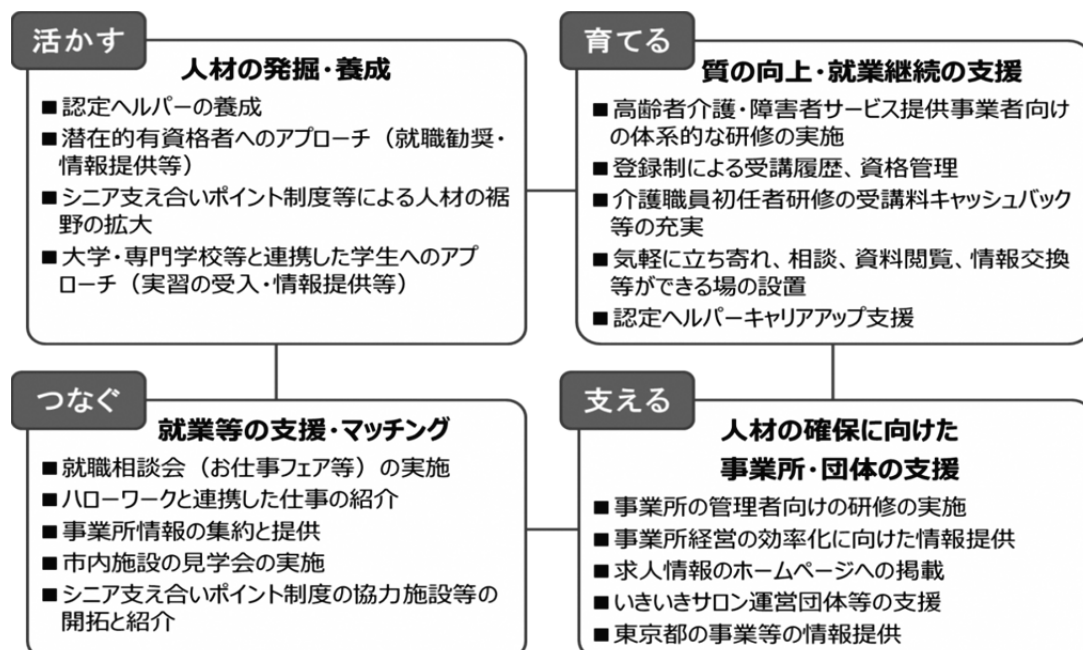 活かす
人材の発掘・養成
■認定ヘルパーの養成
■潜在的有資格者へのアプローチ（就職勧奨・
情報提供等）
■シニア支え合いポイント制度等による人材の裾
野の拡大
■大学・専門学校等と連携した学生へのアプ
ローチ（実習の受入・情報提供等）
育てる
質の向上・就業継続の支援
■高齢者介護・障害者サービス提供事業者向け
の体系的な研修の実施
■登録制による受講履歴、資格管理
■介護職員初任者研修の受講料キャッシュバック
等の充実
■気軽に立ち寄れ、相談、資料閲覧、情報交換
等ができる場の設置
■認定ヘルパーキャリアアップ支援
つなぐ
就業等の支援・マッチング
■就職相談会（お仕事フェア等）の実施
■ハローワークと連携した仕事の紹介
■事業所情報の集約と提供
■市内施設の見学会の実施
■シニア支え合いポイント制度の協力施設等の
開拓と紹介
支える
人材の確保に向けた
事業所・団体の支援
■事業所の管理者向けの研修の実施
■事業所経営の効率化に向けた情報提供
■求人情報のホームページへの掲載
■いきいきサロン運営団体等の支援
■東京都の事業等の情報提供